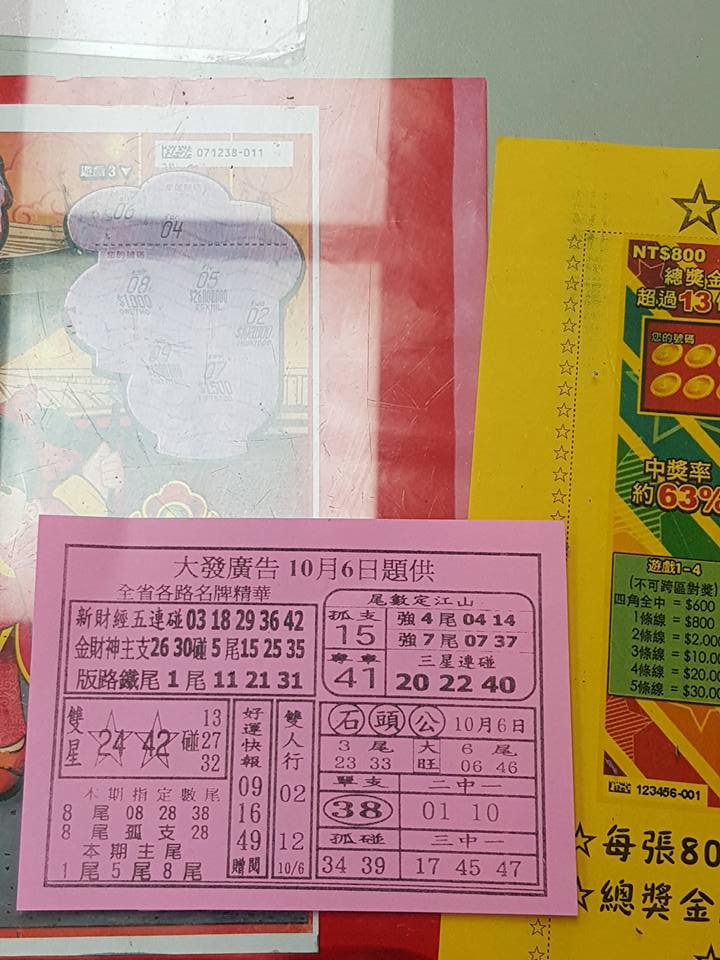 071238-011
遊戲3▼
06
04
您的號碼
08
$1,000
05
02
07
NT$800
總獎金
超過13
您的號碼
中獎率
約63%
遊戲1-4
(不可跨區對獎)
四角全中 = $600
1條線 = $800
2條線 = $2,00
3條線 = $10,00
4條線 = $20,00
5條線 = $30,00
123456-001
☆每張80
☆總獎金
大發廣告 10月6日題供
全省各路名牌精華
新財經五連碰 03 18 29 36 42
金財神主支 26 30碰 5尾 15 25 35
版路鐵尾 1 尾 11 21 31
尾數定江山
孤支
15
強 4 尾 04 14
強 7 尾 07 37
41
三星連碰
20 22 40
雙星
24 42
碰
13
27
32
本期指定數尾
8 尾 08 28 38
8 尾 孤支 28
本期主尾
1 尾 5 尾 8 尾
好運快報
09
16
49
贈閱
雙人行
02
12
10/6
石頭公 10月6日
3 尾
23 33
大旺
6 尾
06 46
單支
38
二中一
01 10
孤碰
34 39
三中一
17 45 47